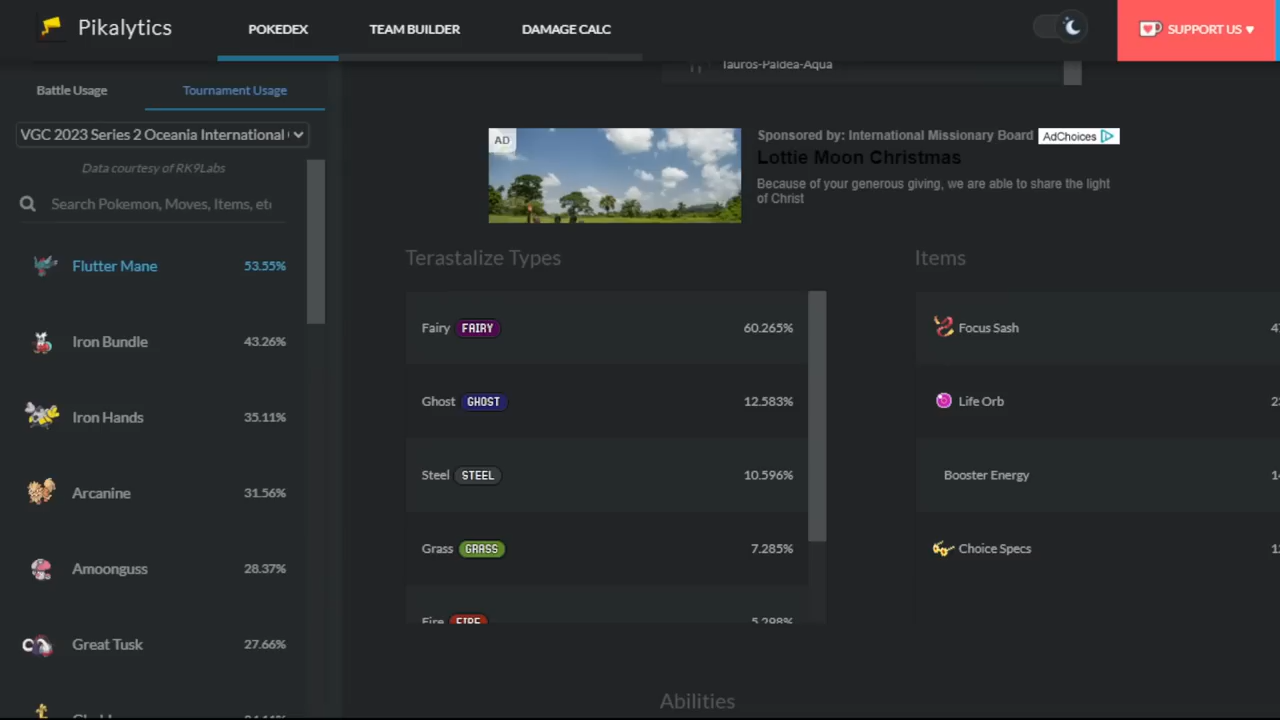 Pikalytics
POKEDEX
TEAM BUILDER
DAMAGE CALC
SUPPORT US ♥
Battle Usage
Tournament Usage
VGC 2023 Series 2 Oceania International
Data courtesy of RK9Labs
Search Pokemon, Moves, Items, etc
Flutter Mane 53.55%
Iron Bundle 43.26%
Iron Hands 35.11%
Arcanine 31.56%
Amoonguss 28.37%
Great Tusk 27.66%
Tauros-Paldea-Aqua
AD
Sponsored by: International Missionary Board
AdChoices
Lottie Moon Christmas
Because of your generous giving, we are able to share the light
of Christ
Terastalize Types
Fairy FAIRY 60.265%
Ghost GHOST 12.583%
Steel STEEL 10.596%
Grass GRASS 7.285%
Fire FIRE 5.298%
Items
Focus Sash
Life Orb
Booster Energy
Choice Specs
Abilities